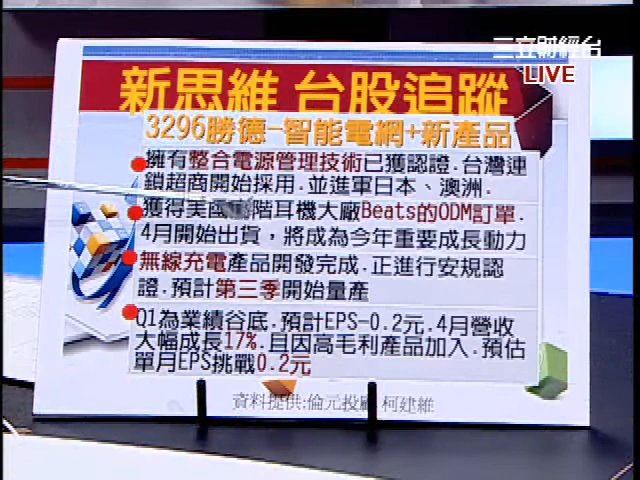 三立財經台
LIVE
新思維 台股追蹤
3296勝德-智能電網+新產品
擁有整合電源管理技術已獲認證.台灣連
鎖超商開始採用.並進軍日本、澳洲.
獲得美國高階耳機大廠Beats的ODM訂單.
4月開始出貨，將成為今年重要成長動力
無線充電產品開發完成.正進行安規認
證.預計第三季開始量產
Q1為業績谷底.預計EPS-0.2元.4月營收
大幅成長17%.且因高毛利產品加入.預估
單月EPS挑戰0.2元
資料提供:倫元投顧 柯建維